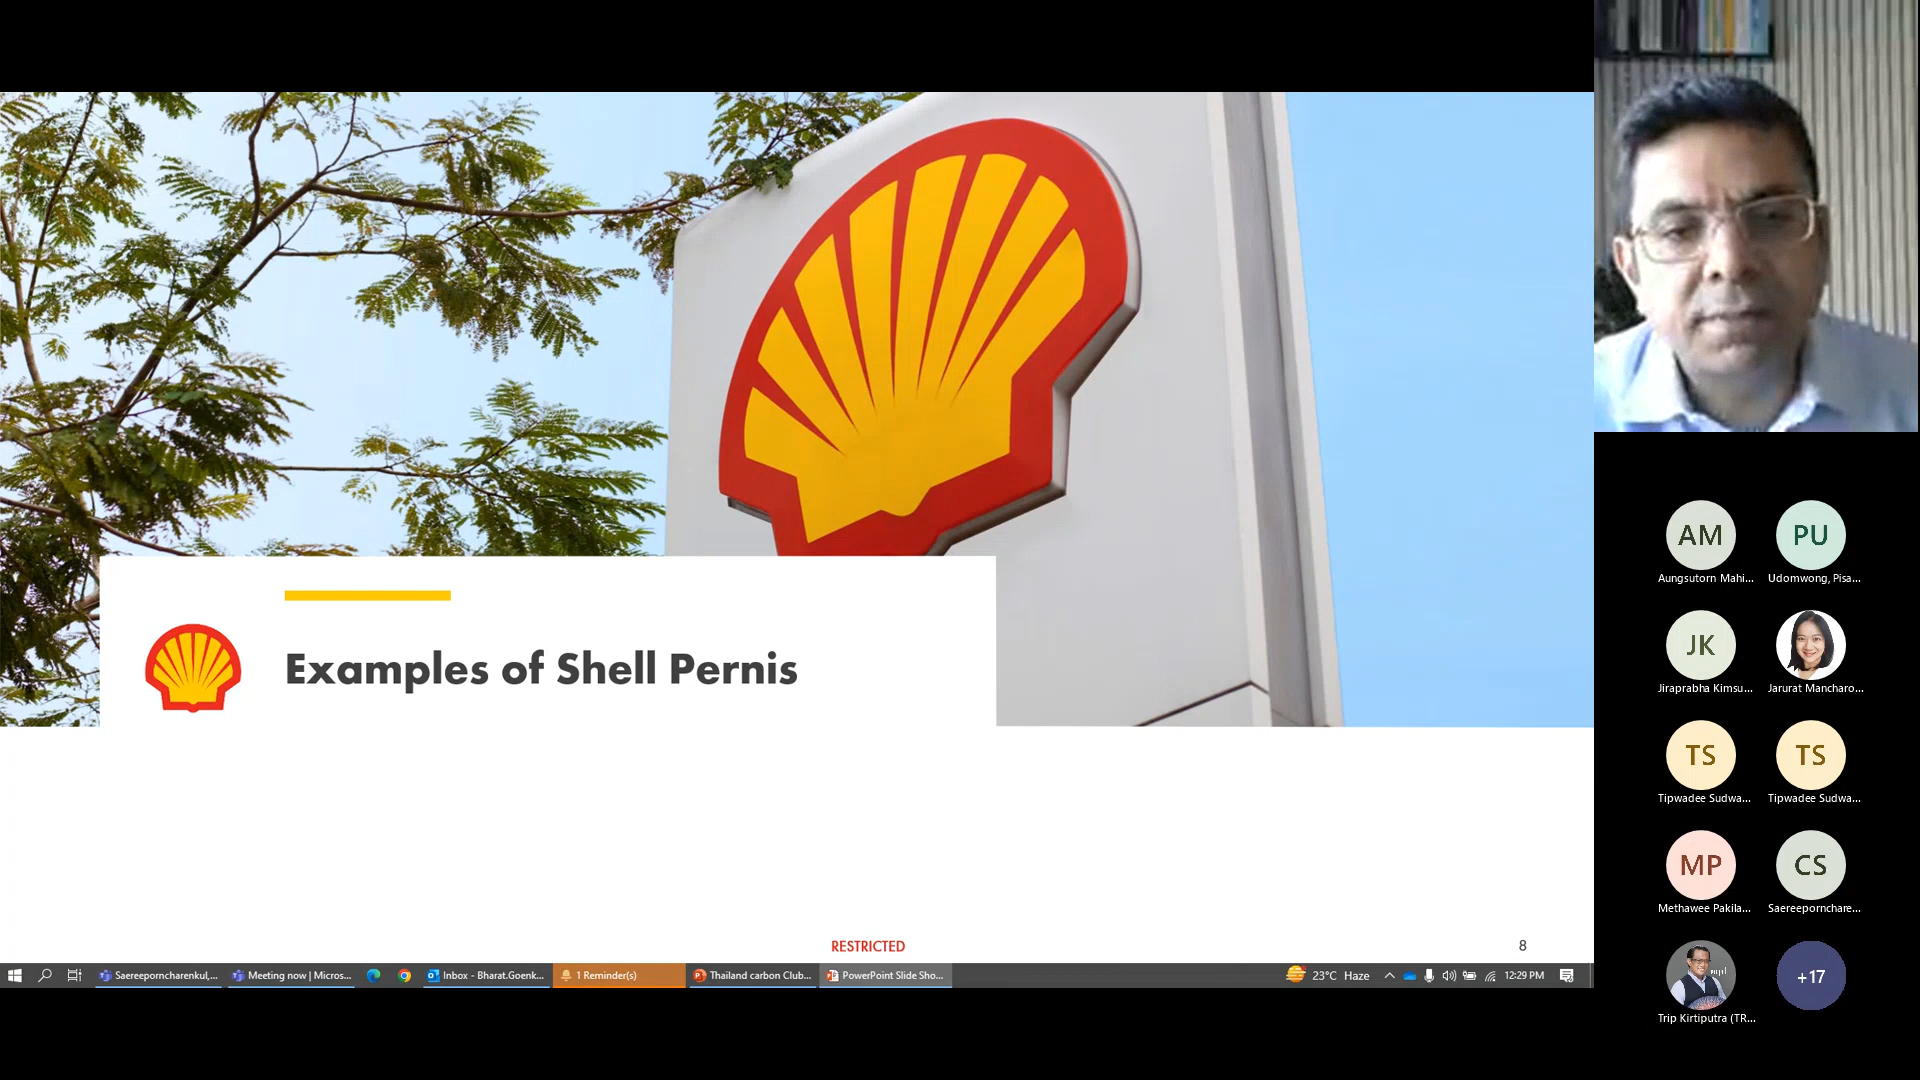 Examples of Shell Pernis
RESTRICTED
8
Saereeporncharenkul,...
Meeting now | Micros...
Inbox - Bharat.Goenk...
1 Reminder(s)
Thailand carbon Club...
PowerPoint Slide Sho...
23°C Haze
12:29 PM
AM
PU
Aungsutorn Mahi...
Udomwong, Pisa...
JK
Jiraprabha Kimsu...
Jarurat Mancharo...
TS
TS
Tipwadee Sudwa...
Tipwadee Sudwa...
MP
CS
Methawee Pakila...
Saereepornchare...
+17
Trip Kirtiputra (TR...